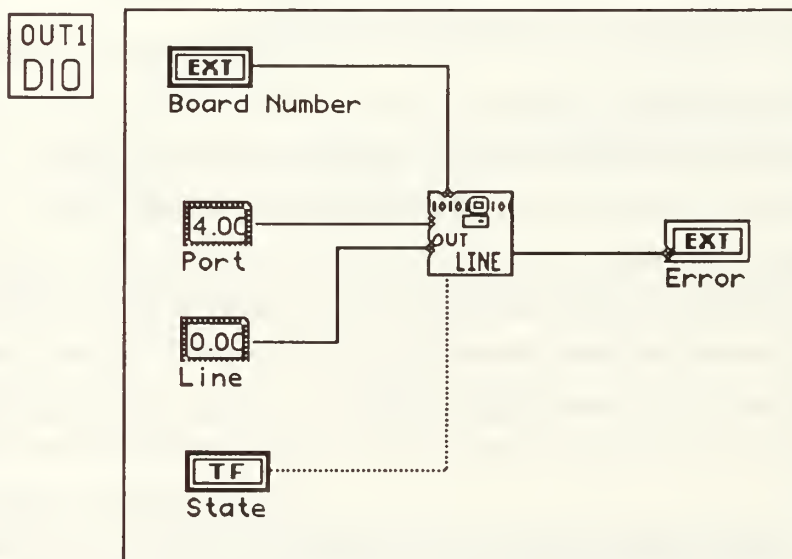 OUT1
DIO
EXT
Board Number
4.00
Port
0.00
Line
TF
State
OUT
LINE
EXT
Error